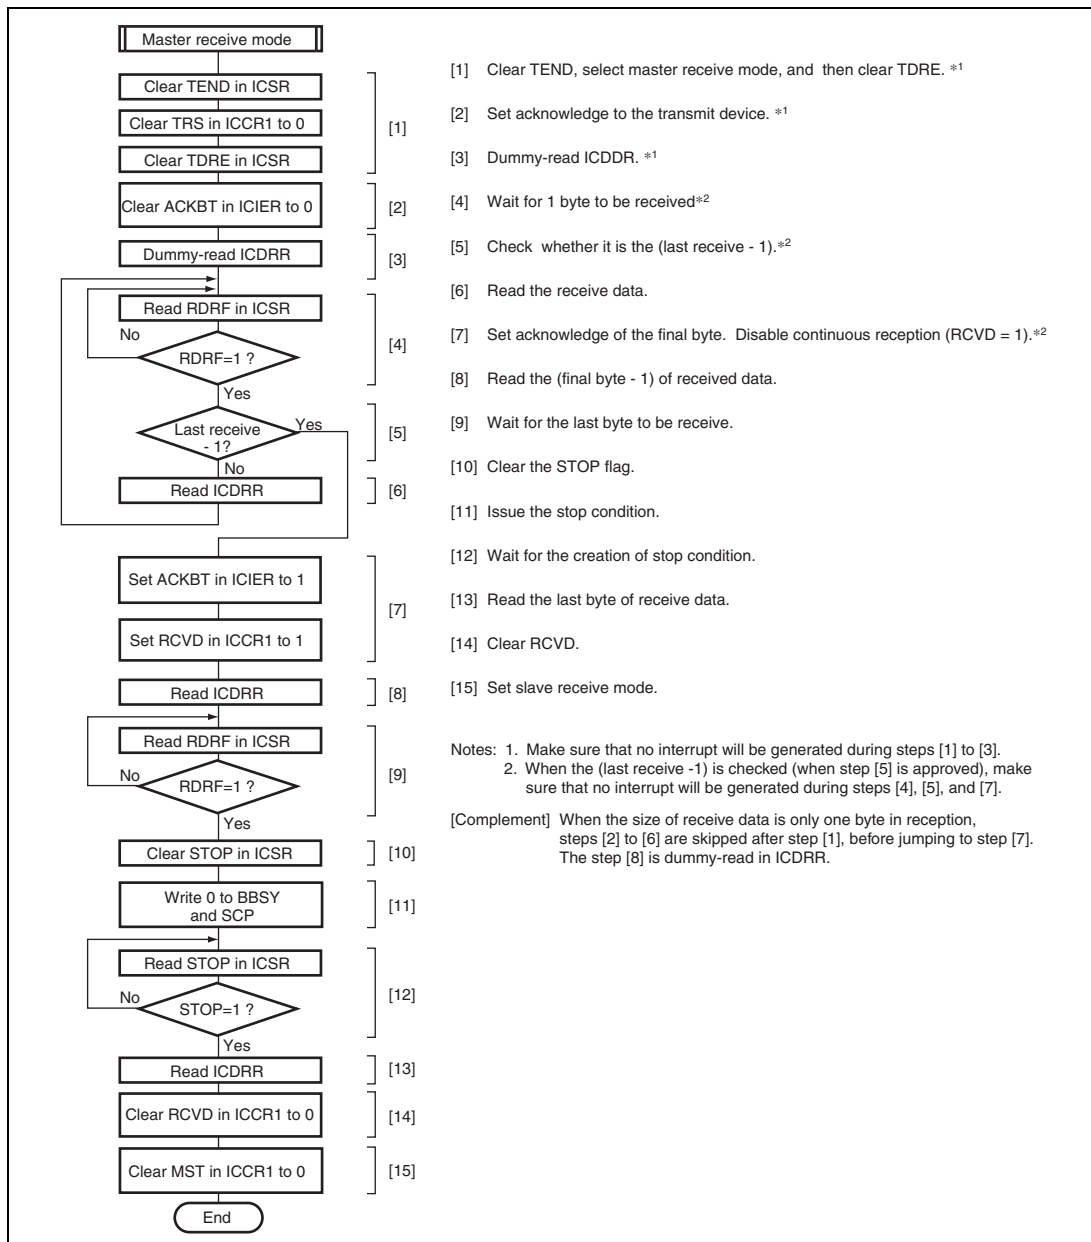 Master receive mode
Clear TEND in ICSR
Clear TRS in ICCR1 to 0
Clear TDRE in ICSR
[1]
Clear ACKBT in ICIER to 0
[2]
Dummy-read ICDRR
[3]
Read RDRF in ICSR
No
RDRF=1 ?
[4]
Yes
Last receive
- 1?
Yes
[5]
No
Read ICDRR
[6]
Set ACKBT in ICIER to 1
[7]
Set RCVD in ICCR1 to 1
Read ICDRR
[8]
Read RDRF in ICSR
No
RDRF=1 ?
[9]
Yes
Clear STOP in ICSR
[10]
Write 0 to BBSY
and SCP
[11]
Read STOP in ICSR
No
STOP=1 ?
[12]
Yes
Read ICDRR
[13]
Clear RCVD in ICCR1 to 0
[14]
Clear MST in ICCR1 to 0
[15]
End
[1] Clear TEND, select master receive mode, and then clear TDRE. *1
[2] Set acknowledge to the transmit device. *1
[3] Dummy-read ICDDR. *1
[4] Wait for 1 byte to be received*2
[5] Check whether it is the (last receive - 1).*2
[6] Read the receive data.
[7] Set acknowledge of the final byte. Disable continuous reception (RCVD = 1).*2
[8] Read the (final byte - 1) of received data.
[9] Wait for the last byte to be receive.
[10] Clear the STOP flag.
[11] Issue the stop condition.
[12] Wait for the creation of stop condition.
[13] Read the last byte of receive data.
[14] Clear RCVD.
[15] Set slave receive mode.
Notes: 1. Make sure that no interrupt will be generated during steps [1] to [3].
2. When the (last receive -1) is checked (when step [5] is approved), make
sure that no interrupt will be generated during steps [4], [5], and [7].
[Complement] When the size of receive data is only one byte in reception,
steps [2] to [6] are skipped after step [1], before jumping to step [7].
The step [8] is dummy-read in ICDRR.